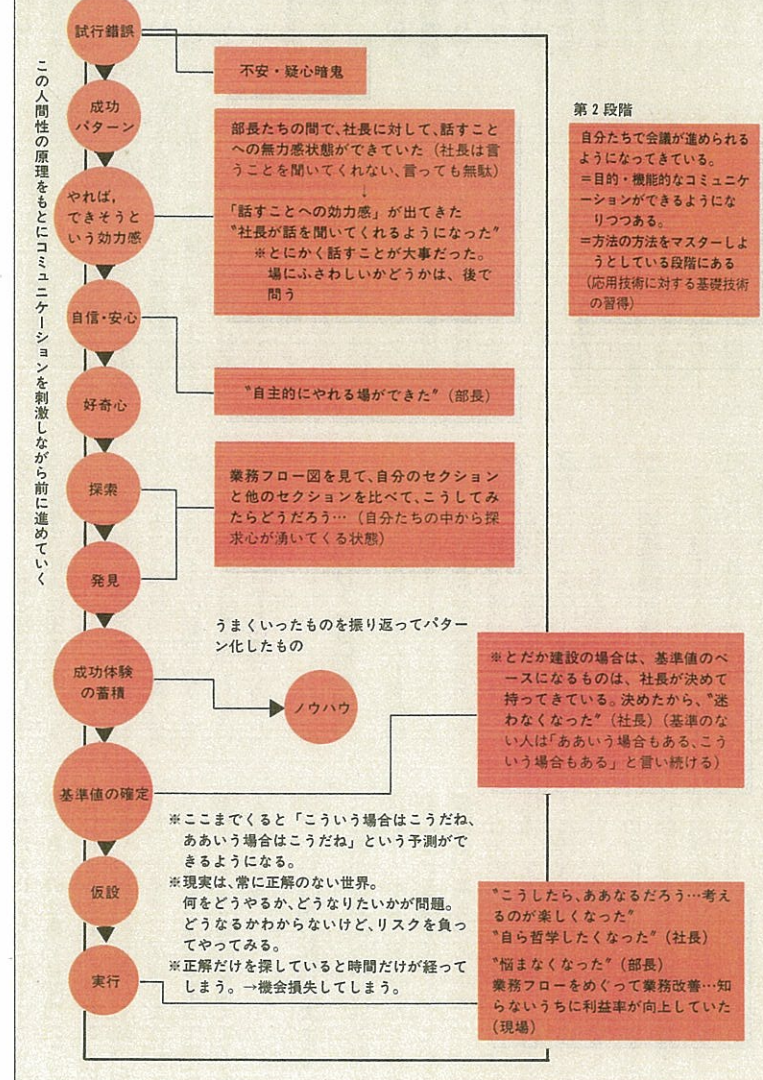 この人間性の原理をもとにコミュニケーションを刺激しながら前に進めていく
試行錯誤
不安・疑心暗鬼
成功
パターン
やれば，
できそうと
いう効力感
部長たちの間で、社長に対して、話すこと
への無力感状態ができていた（社長は言
うことを聞いてくれない、言っても無駄）
↓
「話すことへの効力感」が出てきた
〝社長が話を聞いてくれるようになった〟
※とにかく話すことが大事だった。
場にふさわしいかどうかは、後で
問う
第2段階
自分たちで会議が進められる
ようになってきている。
＝目的・機能的なコミュニケ
ーションができるようにな
りつつある。
＝方法の方法をマスターしよ
うとしている段階にある
（応用技術に対する基礎技術
の習得）
自信・安心
〝自主的にやれる場ができた〟（部長）
好奇心
探索
発見
業務フロー図を見て、自分のセクション
と他のセクションを比べて、こうしてみ
たらどうだろう…（自分たちの中から探
求心が湧いてくる状態）
成功体験
の蓄積
うまくいったものを振り返ってパター
ン化したもの
ノウハウ
基準値の確定
※とだか建設の場合は、基準値のベ
ースになるものは、社長が決めて
持ってきている。決めたから、〝迷
わなくなった〟（社長）（基準のな
い人は「ああいう場合もある、こう
いう場合もある」と言い続ける）
※ここまでくると「こういう場合はこうだね、
ああいう場合はこうだね」という予測がで
きるようになる。
※現実は、常に正解のない世界。
何をどうやるか、どうなりたいかが問題。
どうなるかわからないけど、リスクを負っ
てやってみる。
※正解だけを探していると時間だけが経って
しまう。→機会損失してしまう。
仮設
実行
〝こうしたら、ああなるだろう…考え
るのが楽しくなった〟
〝自ら哲学したくなった〟（社長）
〝悩まなくなった〟（部長）
業務フローをめぐって業務改善…知
らないうちに利益率が向上していた
（現場）